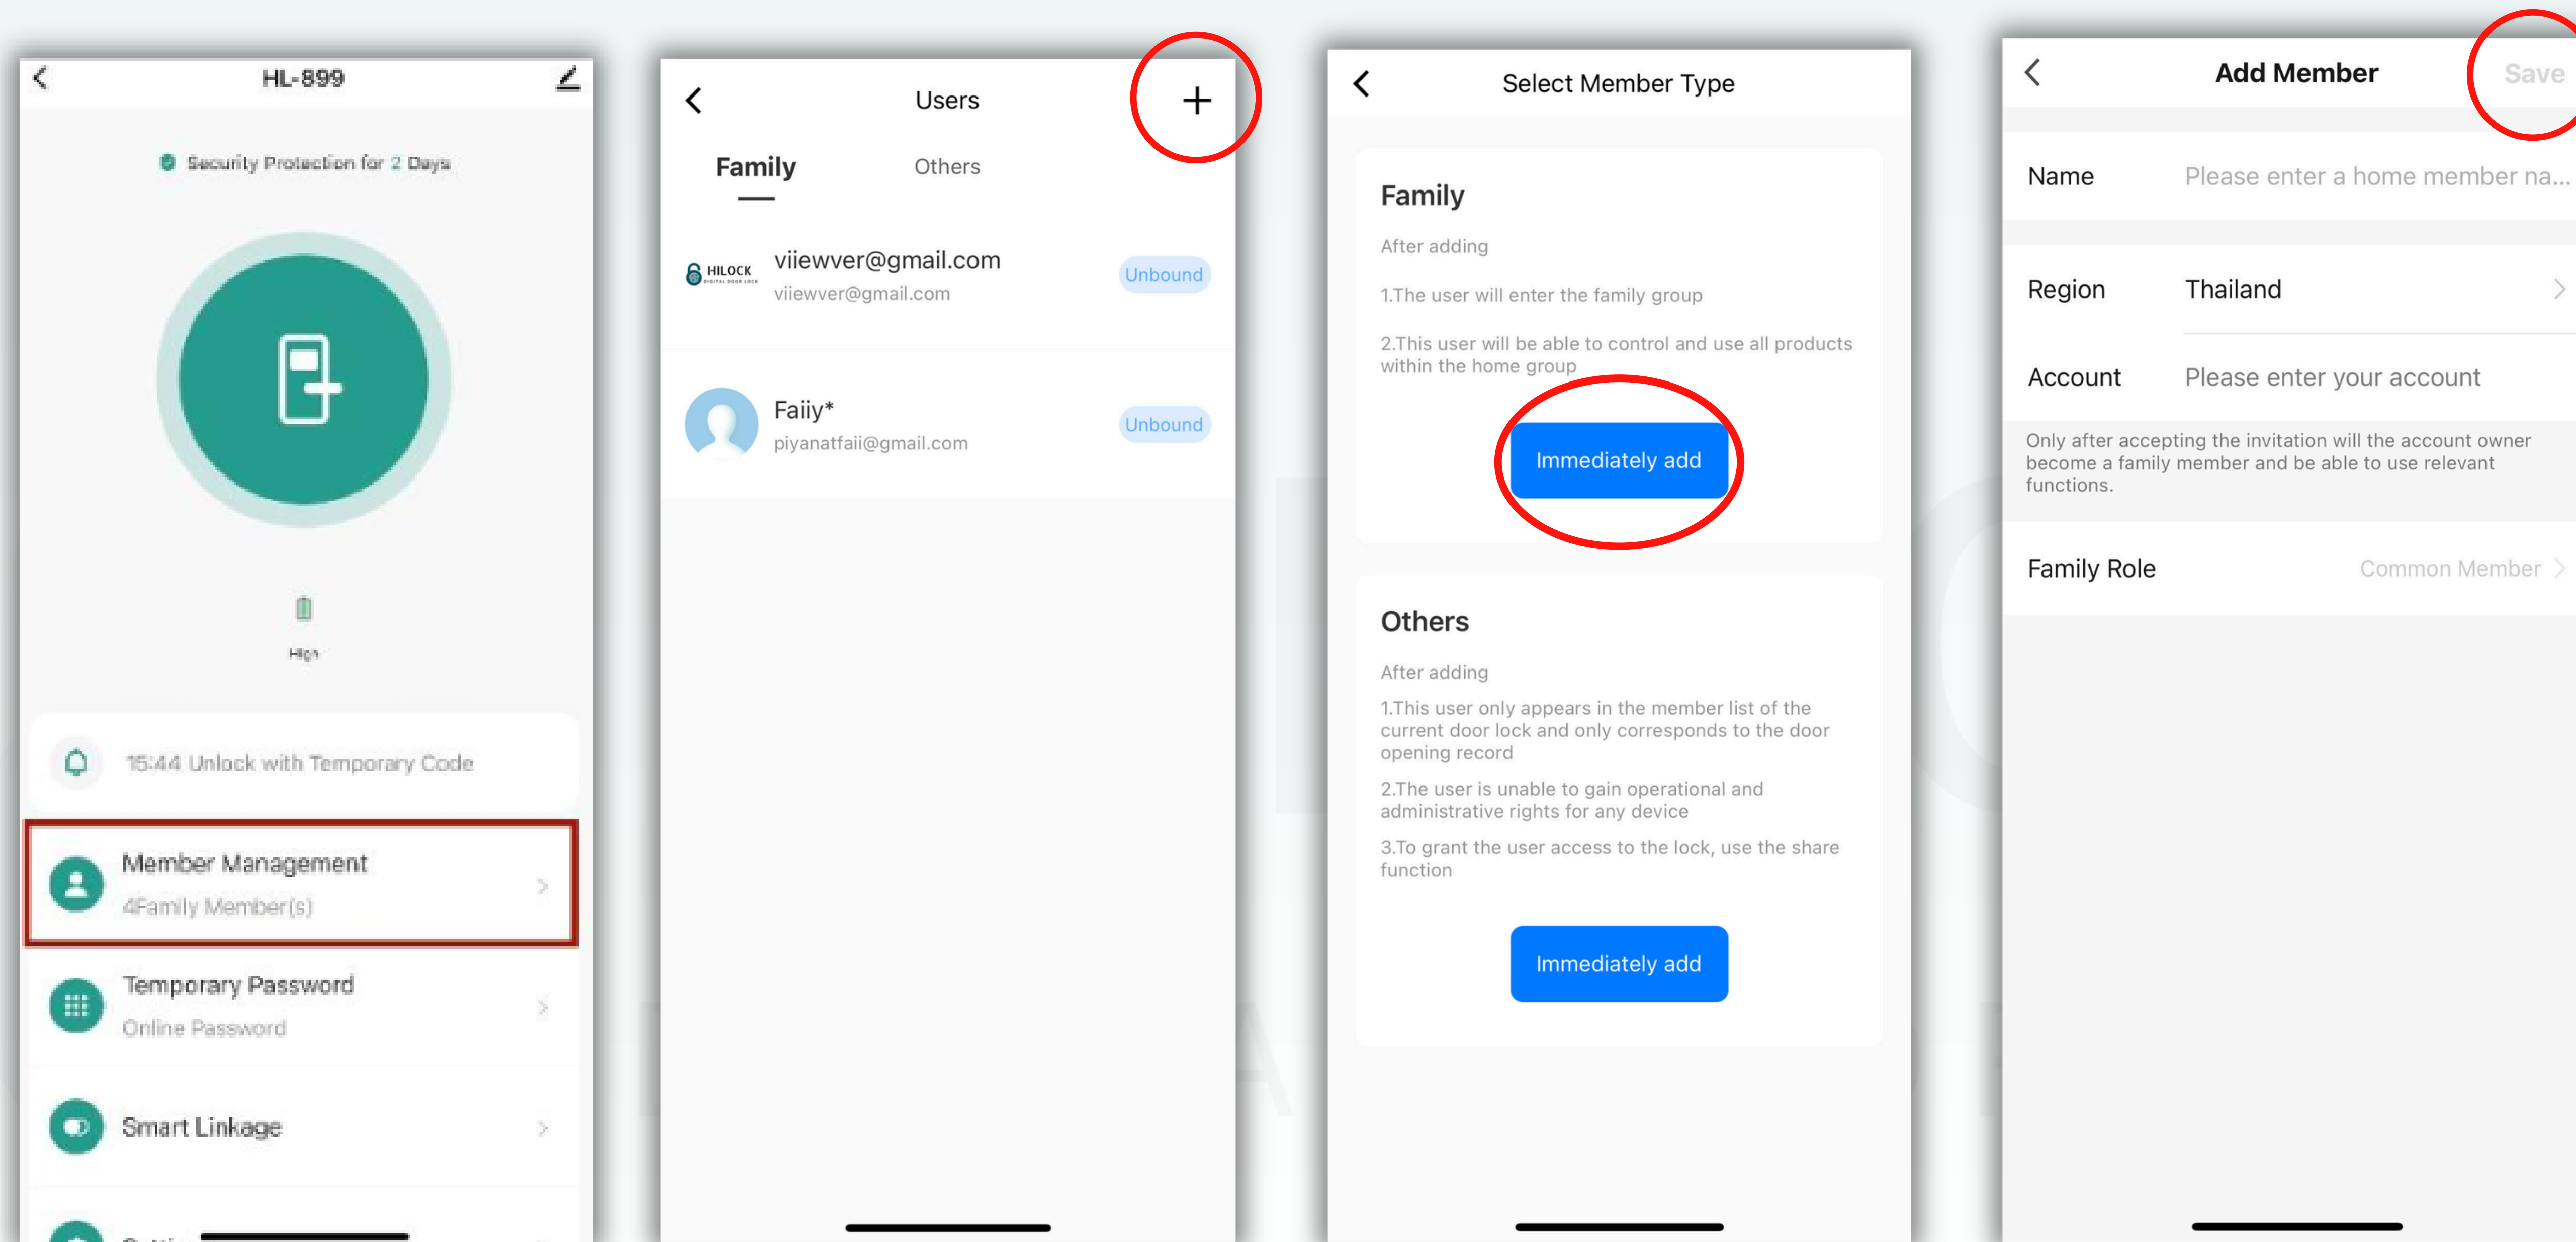 HL-899
Security Protection for 2 Days
High
15:44 Unlock with Temporary Code
Member Management
4Family Member(s)
Temporary Password
Online Password
Smart Linkage
Users
Family
Others
HILOCK
DIGITAL DOOR LOCK
viiewver@gmail.com
viiewver@gmail.com
Unbound
Faiiy*
piyanatfaii@gmail.com
Unbound
Select Member Type
Family
After adding
1.The user will enter the family group
2.This user will be able to control and use all products
within the home group
Immediately add
Others
After adding
1.This user only appears in the member list of the
current door lock and only corresponds to the door
opening record
2.The user is unable to gain operational and
administrative rights for any device
3.To grant the user access to the lock, use the share
function
Immediately add
Add Member
Save
Name
Please enter a home member na...
Region
Thailand
Account
Please enter your account
Only after accepting the invitation will the account owner
become a family member and be able to use relevant
functions.
Family Role
Common Member